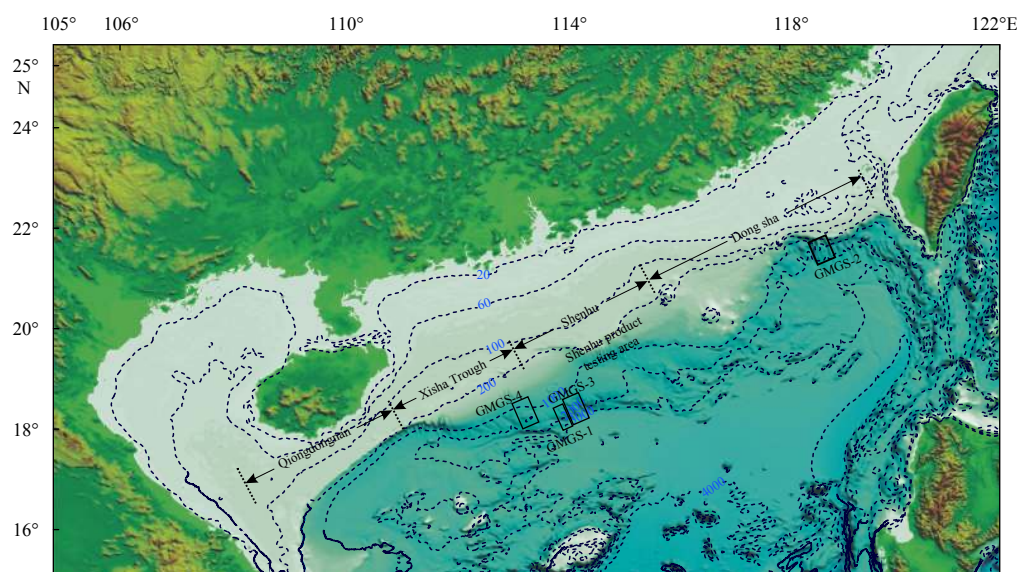 105° 106° 110° 114° 118° 122°E
25°
N
24°
22°
20°
18°
16°
Dong sha
GMGS-2
20
60
Shenhu
100
Shenhu product
testing area
Xisha Trough
200
GMGS-3
GMGS-4
GMGS-1
Qiongdongnan
4000